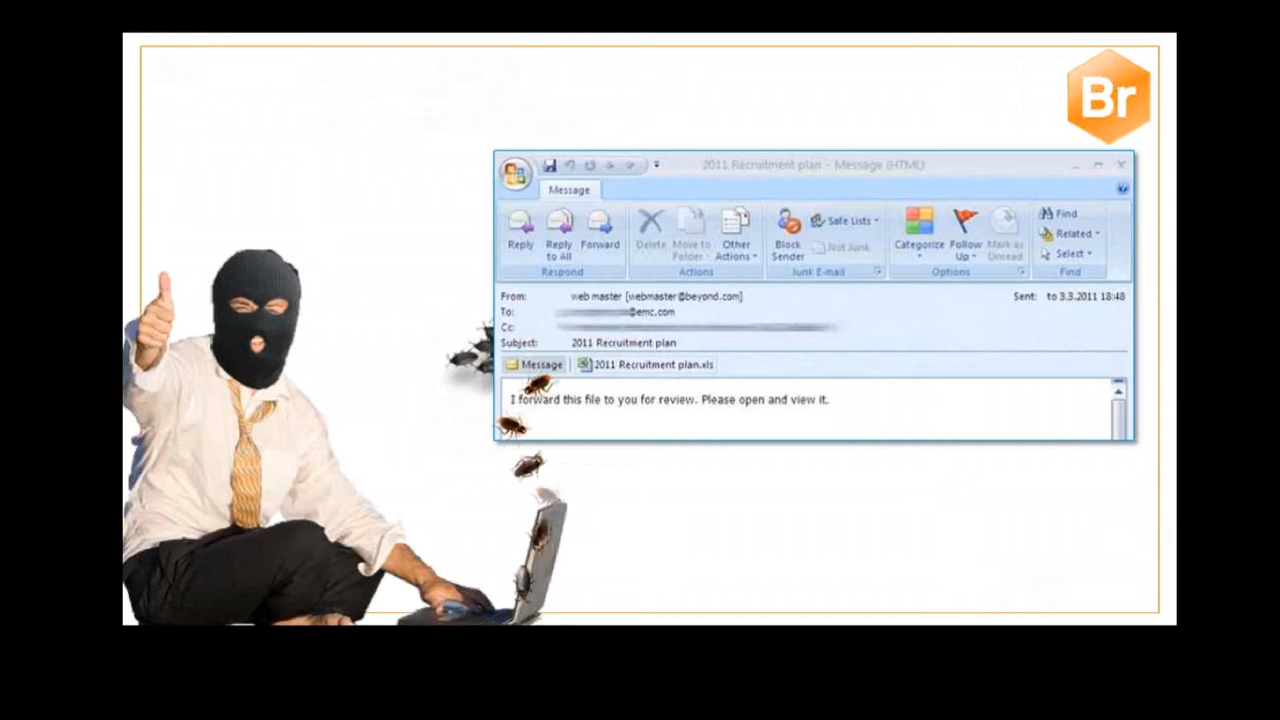 Br
2011 Recruitment plan - Message (HTML)
Message
Reply
Reply to All
Forward
Delete
Move to Folder
Other Actions
Block Sender
Safe Lists
Not Junk
Categorize
Follow Up
Mark as Unread
Find
Related
Select
Respond
Actions
Junk E-mail
Options
Find
From: web master [webmaster@beyond.com]
Sent: to 3.3.2011 18:48
To: @emc.com
Cc:
Subject: 2011 Recruitment plan
Message 2011 Recruitment plan.xls
I forward this file to you for review. Please open and view it.